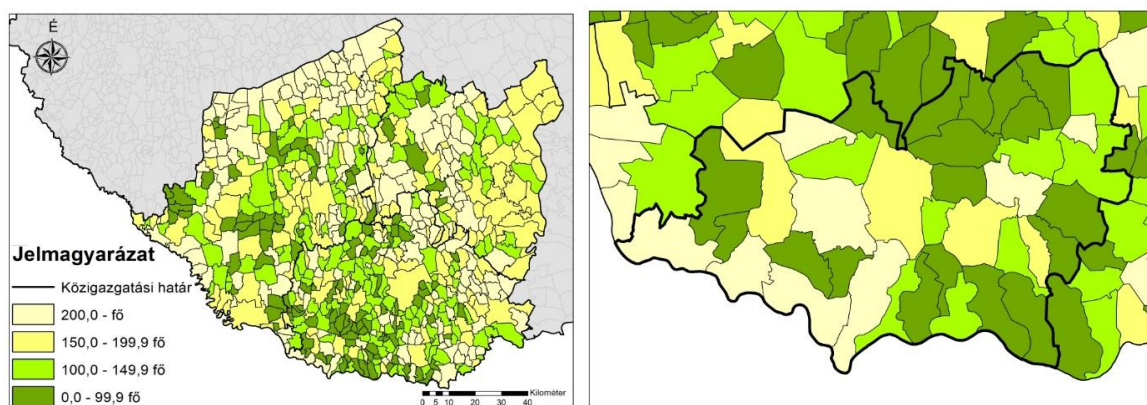 É
Jelmagyarázat
Közigazgatási határ
200,0 - fő
150,0 - 199,9 fő
100,0 - 149,9 fő
0,0 - 99,9 fő
Kilométer
0 5 10 20 30 40